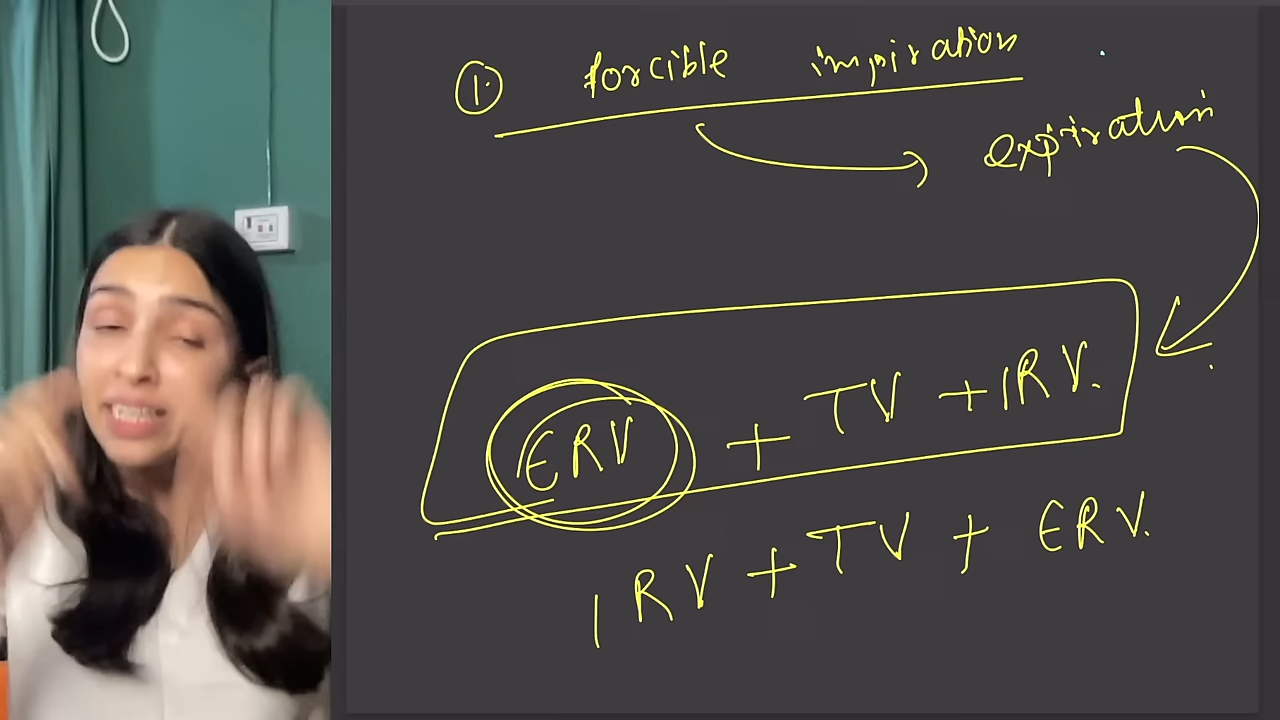 ① forcible inspiration
expiration
ERV + TV + IRV.
IRV + TV + ERV.